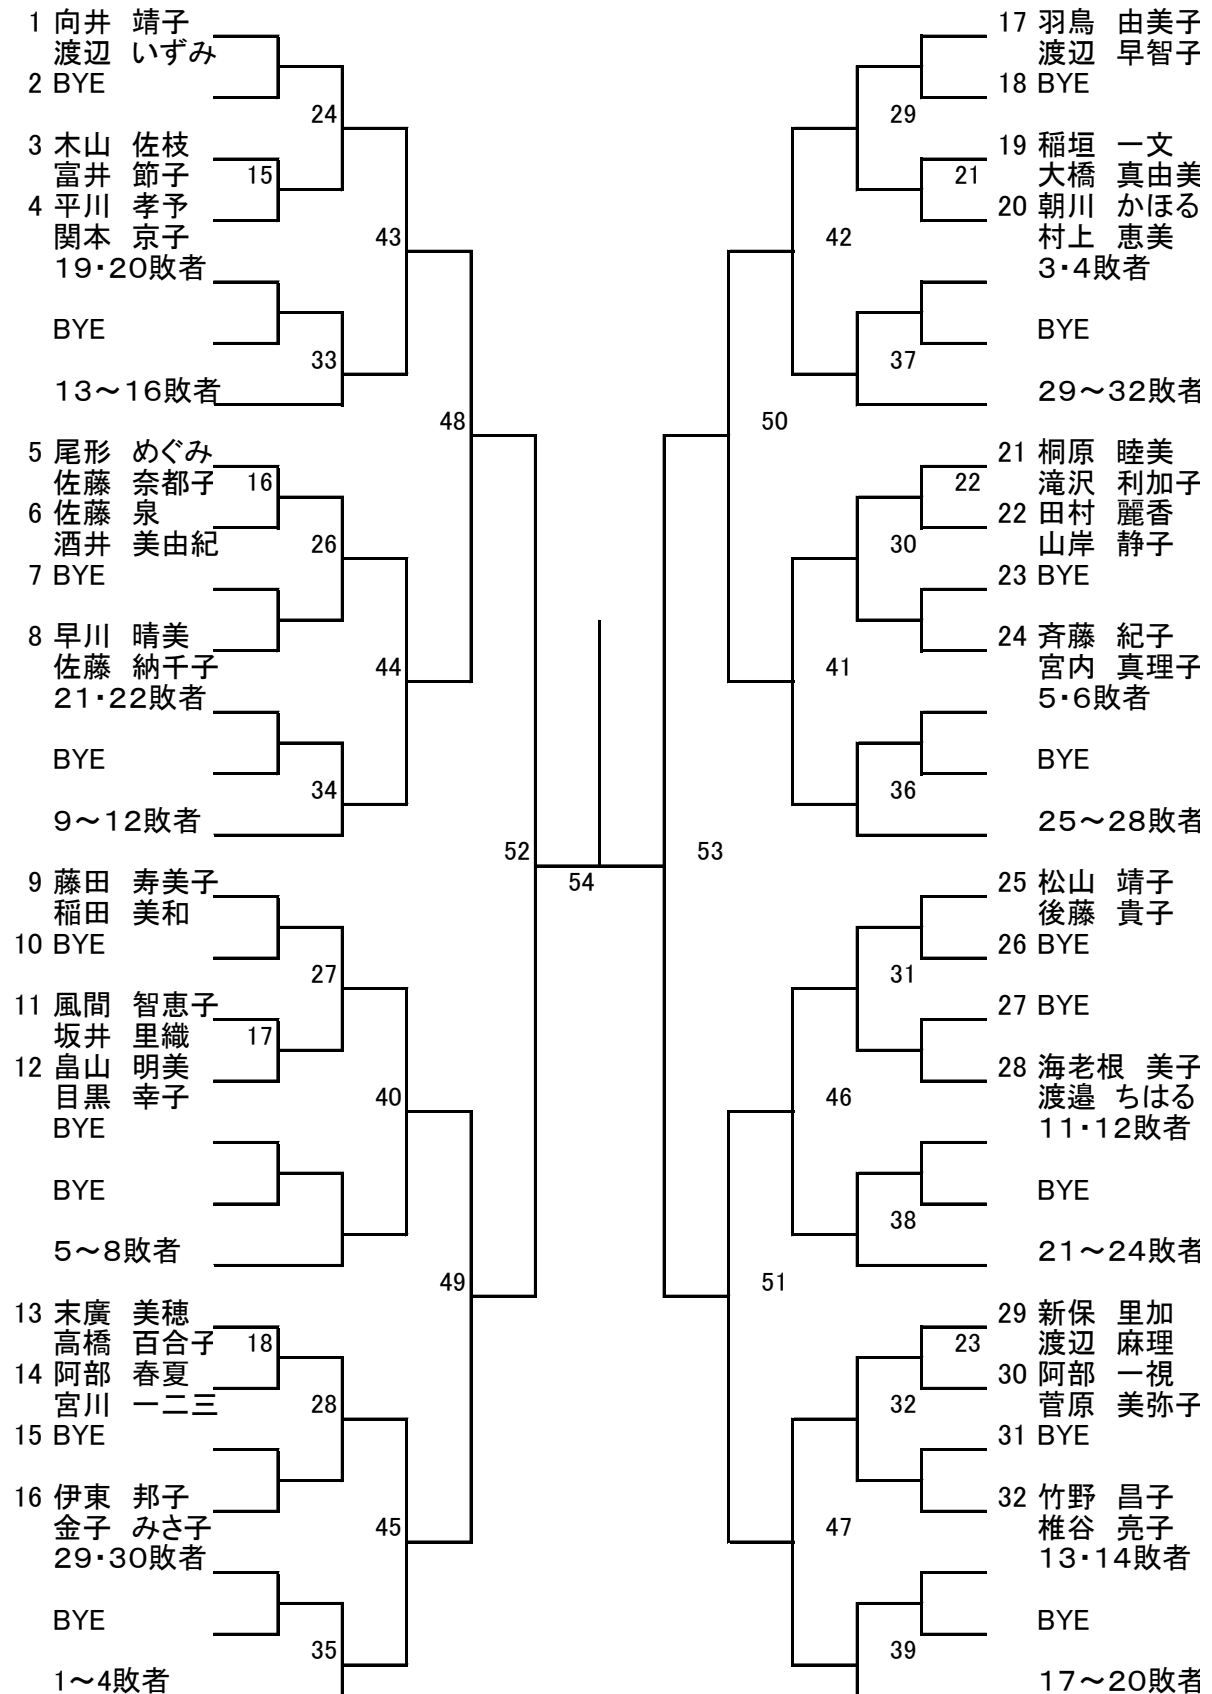 1 向井　靖子
渡辺　いずみ
2 BYE
24
3 木山　佐枝
富井　節子 15
4 平川　孝予
関本　京子 43
19・20敗者
BYE
33
13～16敗者
48
5 尾形　めぐみ
佐藤　奈都子 16
6 佐藤　泉
酒井　美由紀 26
7 BYE
8 早川　晴美
佐藤　納千子 44
21・22敗者
BYE
34
9～12敗者
52
54
9 藤田　寿美子
稲田　美和
10 BYE
27
11 風間　智恵子
坂井　里織 17
12 畠山　明美
目黒　幸子 40
BYE
BYE
5～8敗者
49
13 末廣　美穂
高橋　百合子 18
14 阿部　春夏
宮川　一二三 28
15 BYE
16 伊東　邦子
金子　みさ子 45
29・30敗者
BYE
35
1～4敗者
17 羽鳥　由美子
渡辺　早智子
18 BYE
29
19 稲垣　一文
21 大橋　真由美
20 朝川　かほる
42 村上　恵美
3・4敗者
BYE
37
29～32敗者
50
21 桐原　睦美
22 滝沢　利加子
22 田村　麗香
30 山岸　静子
23 BYE
24 斉藤　紀子
41 宮内　真理子
5・6敗者
BYE
36
25～28敗者
53
25 松山　靖子
後藤　貴子
26 BYE
31
27 BYE
28 海老根　美子
46 渡邉　ちはる
11・12敗者
BYE
38
21～24敗者
51
29 新保　里加
23 渡辺　麻理
30 阿部　一視
32 菅原　美弥子
31 BYE
32 竹野　昌子
47 椎谷　亮子
13・14敗者
BYE
39
17～20敗者